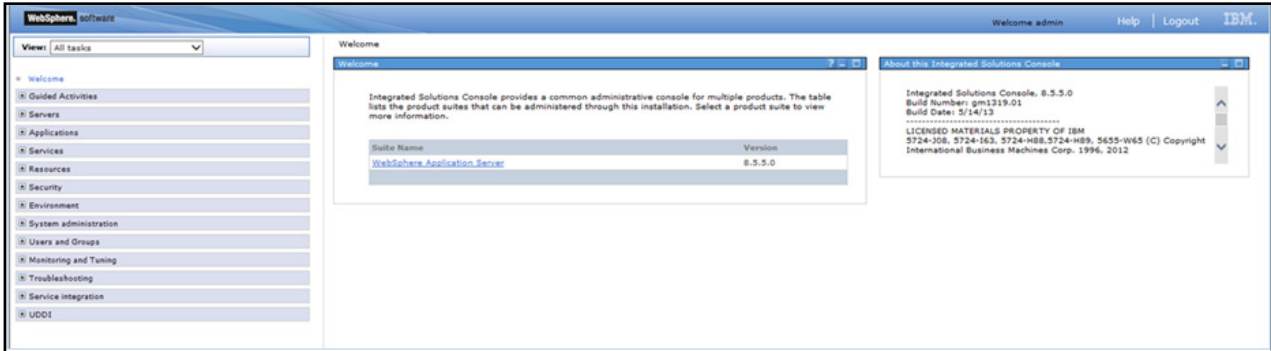 WebSphere. software
Welcome admin Help | Logout IBM.
View: All tasks
Welcome
Guided Activities
Servers
Applications
Services
Resources
Security
Environment
System administration
Users and Groups
Monitoring and Tuning
Troubleshooting
Service integration
UDDI
Welcome
Welcome ?
Integrated Solutions Console provides a common administrative console for multiple products. The table
lists the product suites that can be administered through this installation. Select a product suite to view
more information.
Suite Name Version
WebSphere Application Server 8.5.5.0
About this Integrated Solutions Console
Integrated Solutions Console, 8.5.5.0
Build Number: gm1319.01
Build Date: 5/14/13
----------------------------------------
LICENSED MATERIALS PROPERTY OF IBM
5724-J08, 5724-I63, 5724-H88,5724-H89, 5655-W65 (C) Copyright
International Business Machines Corp. 1996, 2012